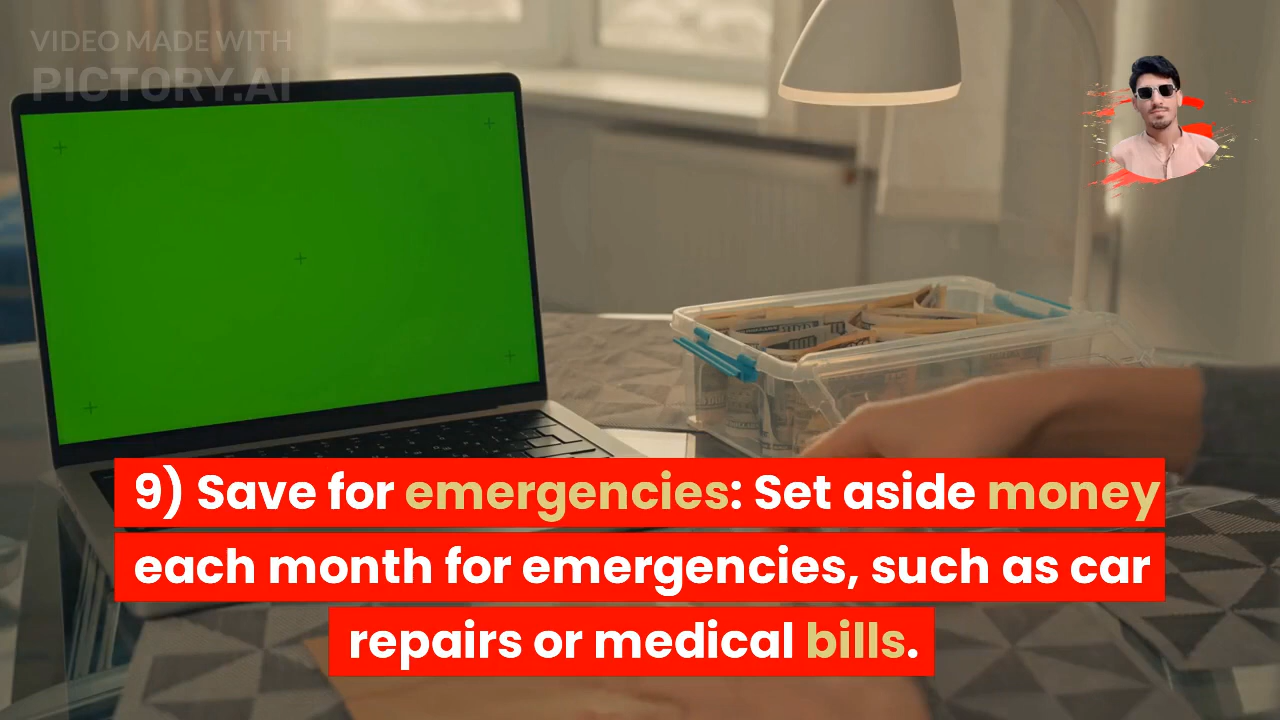 VIDEO MADE WITH
PICTORY.AI
9) Save for emergencies: Set aside money
each month for emergencies, such as car
repairs or medical bills.